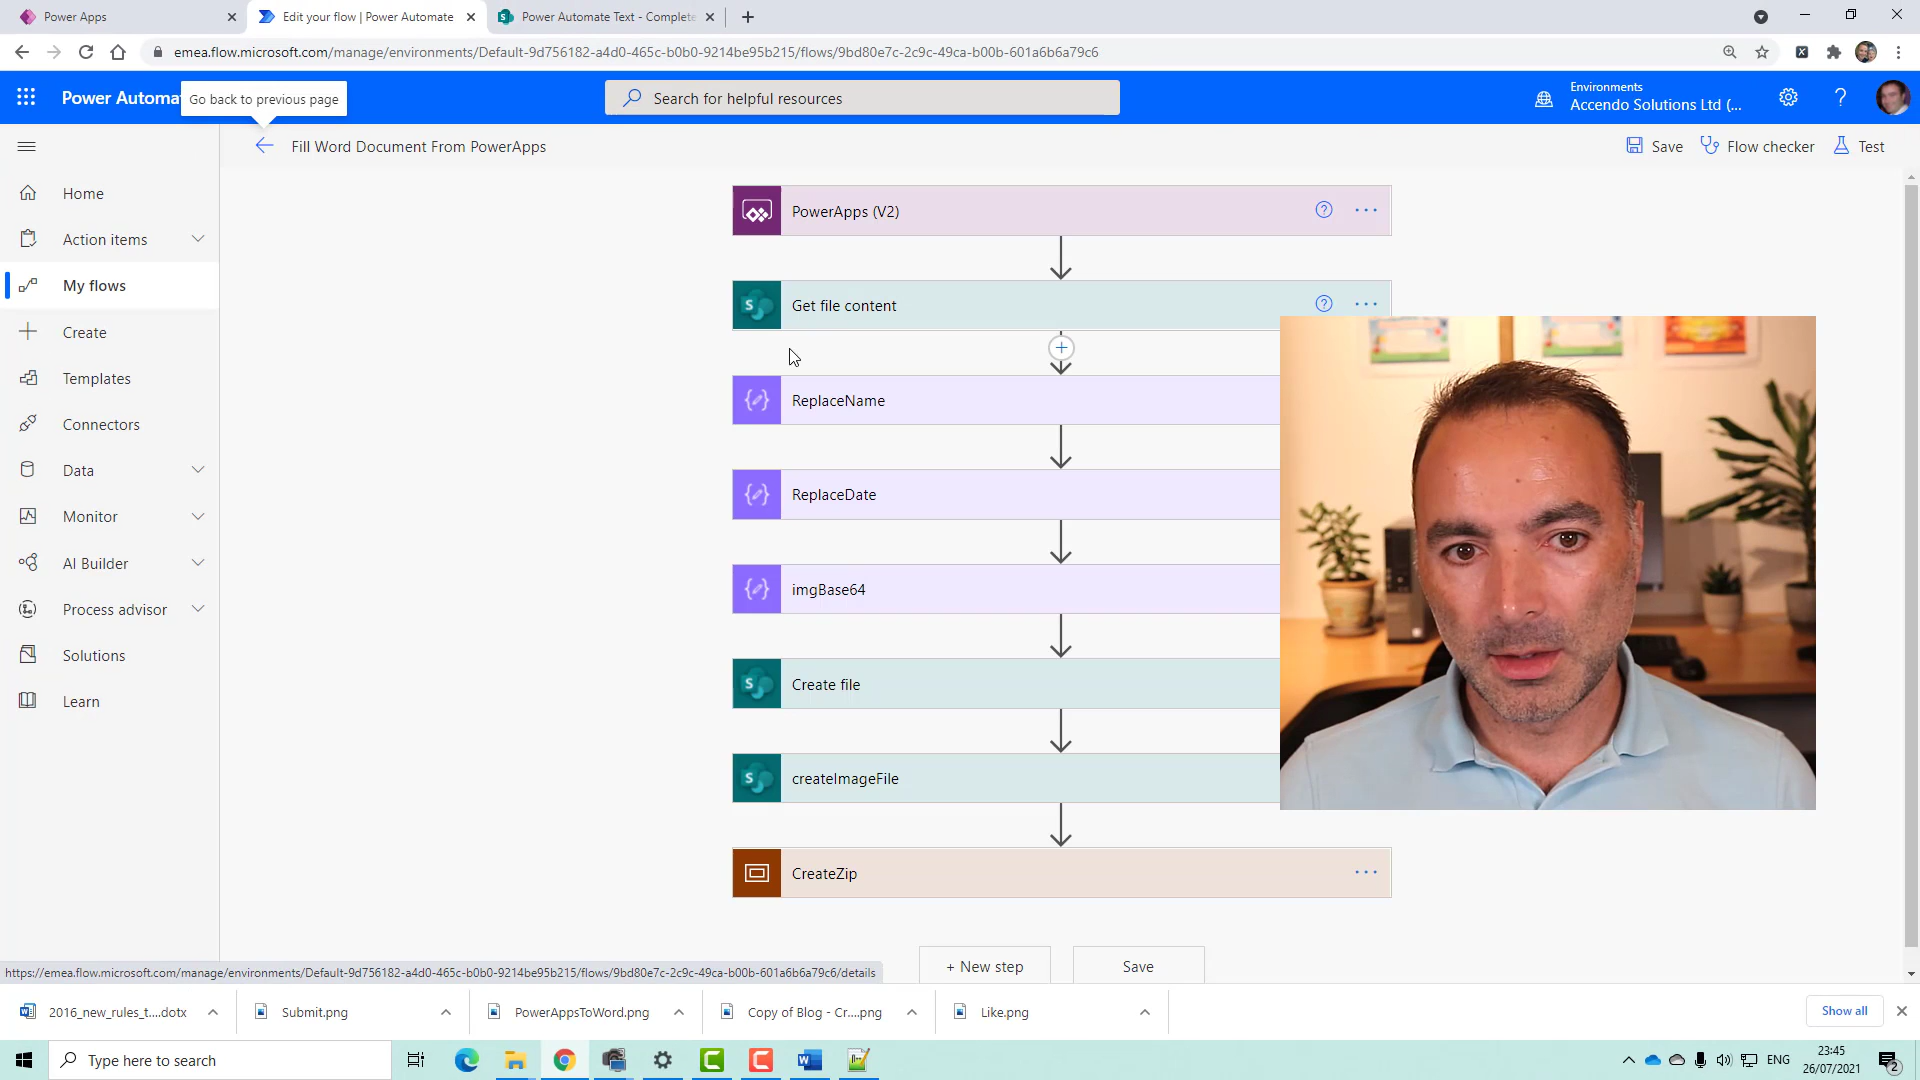 Power Apps
Edit your flow | Power Automate
Power Automate Text - Complete
emea.flow.microsoft.com/manage/environments/Default-9d756182-a4d0-465c-b0b0-9214be95b215/flows/9bd80e7c-2c9c-49ca-b00b-601a6b6a79c6
Power Automa
Go back to previous page
Search for helpful resources
Environments
Accendo Solutions Ltd (...
Fill Word Document From PowerApps
Save
Flow checker
Test
Home
Action items
My flows
Create
Templates
Connectors
Data
Monitor
AI Builder
Process advisor
Solutions
Learn
PowerApps (V2)
Get file content
ReplaceName
ReplaceDate
imgBase64
Create file
createImageFile
CreateZip
+ New step
Save
https://emea.flow.microsoft.com/manage/environments/Default-9d756182-a4d0-465c-b0b0-9214be95b215/flows/9bd80e7c-2c9c-49ca-b00b-601a6b6a79c6/details
2016_new_rules_t....dotx
Submit.png
PowerAppsToWord.png
Copy of Blog - Cr....png
Like.png
Show all
Type here to search
ENG
23:45
26/07/2021
2